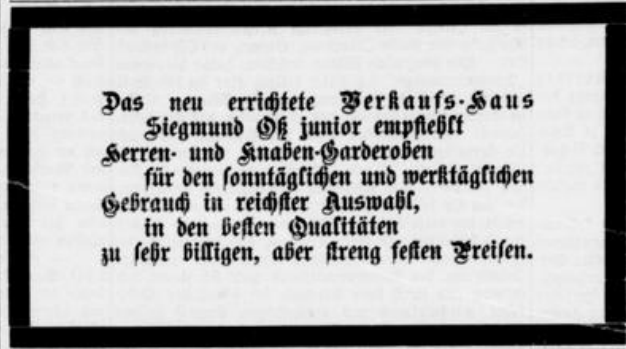 Das neu errichtete Verkaufs-Haus
Siegmund Oß junior empfiehlt
Herren- und Knaben-Garderoben
für den sonntäglichen und werktäglichen
Gebrauch in reichster Auswahl,
in den besten Qualitäten
zu sehr billigen, aber streng festen Preisen.